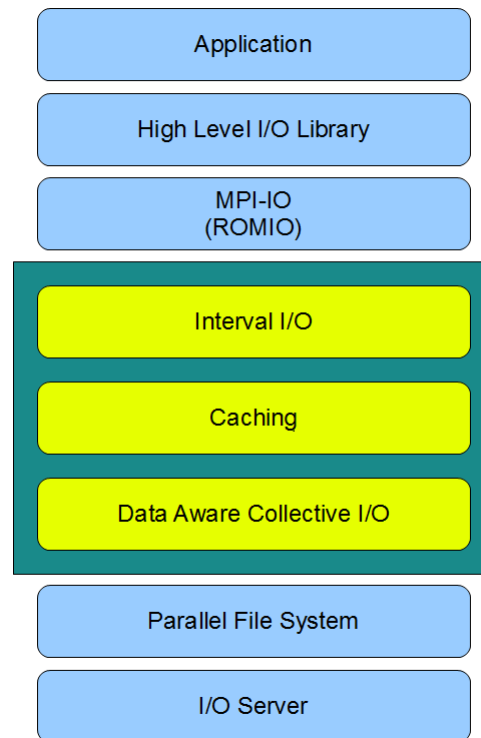 Application
High Level I/O Library
MPI-IO
(ROMIO)
Interval I/O
Caching
Data Aware Collective I/O
Parallel File System
I/O Server